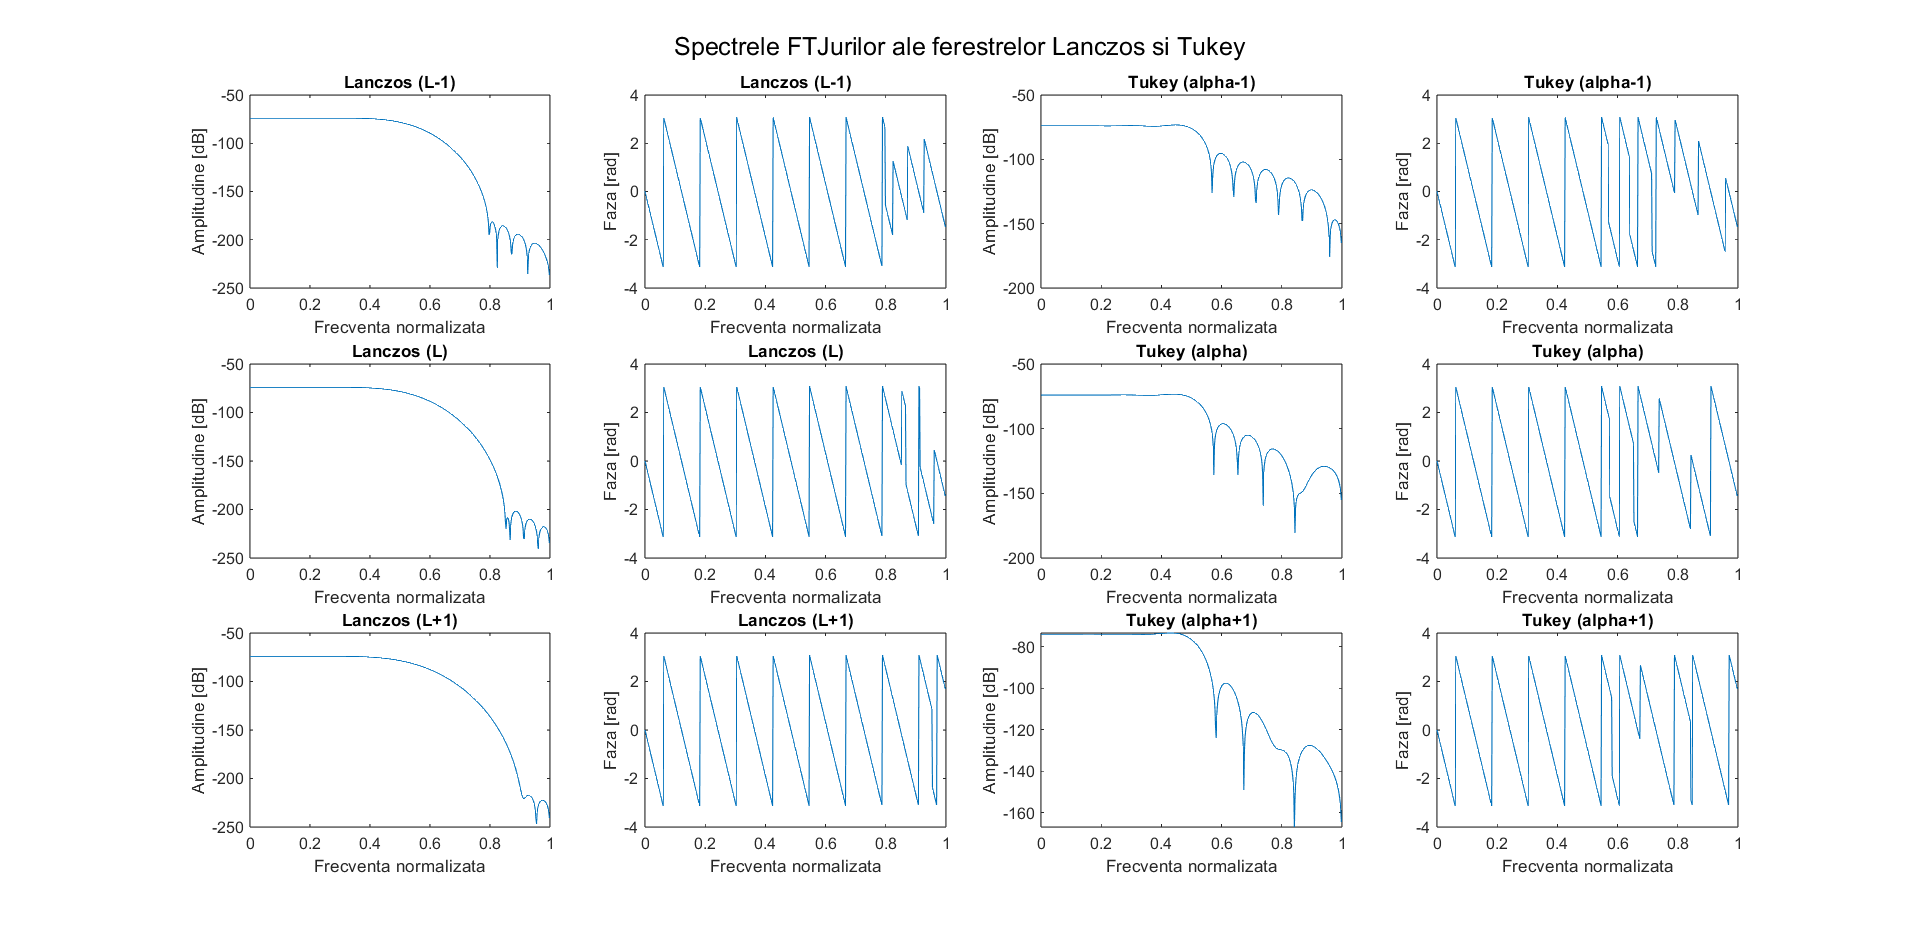 Spectrele FTJurilor ale ferestrelor Lanczos si Tukey
Lanczos (L-1)
-50
-100
-150
-200
-250
Amplitudine [dB]
0 0.2 0.4 0.6 0.8 1
Frecventa normalizata
Lanczos (L-1)
4
2
0
-2
-4
Faza [rad]
0 0.2 0.4 0.6 0.8 1
Frecventa normalizata
Tukey (alpha-1)
-50
-100
-150
-200
Amplitudine [dB]
0 0.2 0.4 0.6 0.8 1
Frecventa normalizata
Tukey (alpha-1)
4
2
0
-2
-4
Faza [rad]
0 0.2 0.4 0.6 0.8 1
Frecventa normalizata
Lanczos (L)
-50
-100
-150
-200
-250
Amplitudine [dB]
0 0.2 0.4 0.6 0.8 1
Frecventa normalizata
Lanczos (L)
4
2
0
-2
-4
Faza [rad]
0 0.2 0.4 0.6 0.8 1
Frecventa normalizata
Tukey (alpha)
-50
-100
-150
-200
Amplitudine [dB]
0 0.2 0.4 0.6 0.8 1
Frecventa normalizata
Tukey (alpha)
4
2
0
-2
-4
Faza [rad]
0 0.2 0.4 0.6 0.8 1
Frecventa normalizata
Lanczos (L+1)
-50
-100
-150
-200
-250
Amplitudine [dB]
0 0.2 0.4 0.6 0.8 1
Frecventa normalizata
Lanczos (L+1)
4
2
0
-2
-4
Faza [rad]
0 0.2 0.4 0.6 0.8 1
Frecventa normalizata
Tukey (alpha+1)
-80
-100
-120
-140
-160
Amplitudine [dB]
0 0.2 0.4 0.6 0.8 1
Frecventa normalizata
Tukey (alpha+1)
4
2
0
-2
-4
Faza [rad]
0 0.2 0.4 0.6 0.8 1
Frecventa normalizata